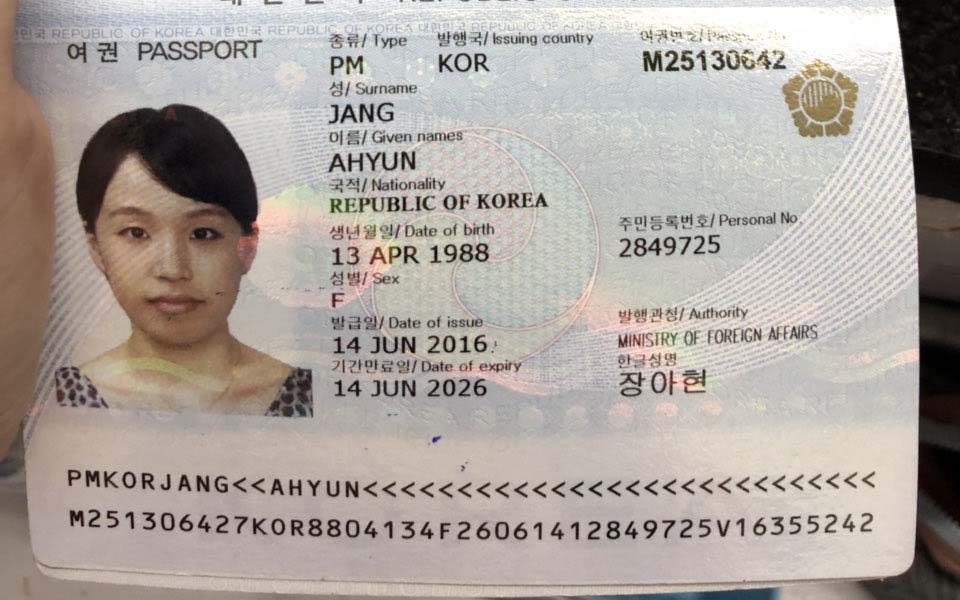 대한민국 REPUBLIC OF KOREA 대한민국 REPUBLIC OF KOREA 대한민국
여권 PASSPORT
종류/ Type 발행국/ Issuing country 여권번호/
PM KOR M25130642
성/ Surname
JANG
이름/ Given names
AHYUN
국적/ Nationality
REPUBLIC OF KOREA
생년월일/ Date of birth 주민등록번호/ Personal No.
13 APR 1988 2849725
성별/ Sex
F
발급일/ Date of issue 발행관청/ Authority
14 JUN 2016 MINISTRY OF FOREIGN AFFAIRS
기간만료일/ Date of expiry 한글성명
14 JUN 2026 장아현
PMKORJANG<<AHYUN<<<<<<<<<<<<<<<<<<<<<<<<<<<<
M251306427KOR8804134F26061412849725V16355242